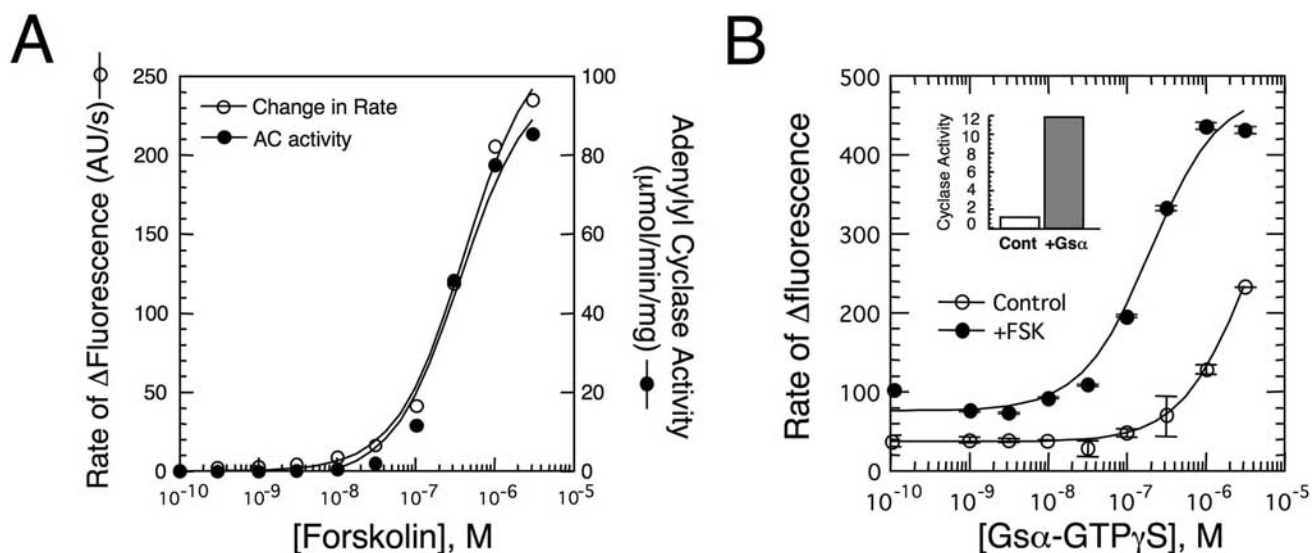 A
Rate of ΔFluorescence (AU/s)
250
200
150
100
50
0
Change in Rate
AC activity
100
80
60
40
20
0
Adenylyl Cyclase Activity
(μmol/min/mg)
10⁻¹⁰ 10⁻⁹ 10⁻⁸ 10⁻⁷ 10⁻⁶ 10⁻⁵
[Forskolin], M
B
Rate of Δfluorescence
500
400
300
200
100
0
Cyclase Activity
12
10
8
6
4
2
0
Cont +Gsα
Control
+FSK
10⁻¹⁰ 10⁻⁹ 10⁻⁸ 10⁻⁷ 10⁻⁶ 10⁻⁵
[Gsα-GTPγS], M